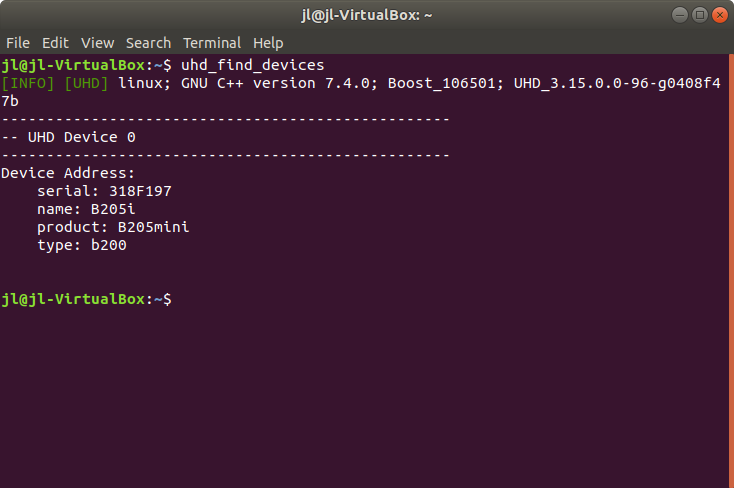 jl@jl-VirtualBox: ~
File Edit View Search Terminal Help
jl@jl-VirtualBox:~$ uhd_find_devices
[INFO] [UHD] linux; GNU C++ version 7.4.0; Boost_106501; UHD_3.15.0.0-96-g0408f4
7b
--------------------------------------------------
-- UHD Device 0
--------------------------------------------------
Device Address:
    serial: 318F197
    name: B205i
    product: B205mini
    type: b200
jl@jl-VirtualBox:~$